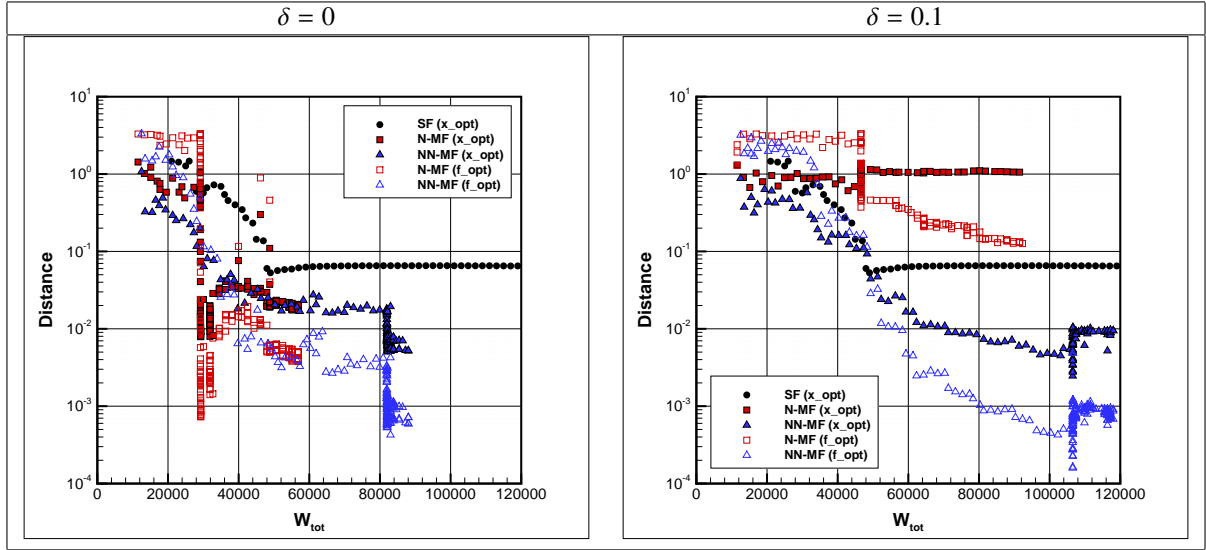 δ = 0
δ = 0.1
10¹
10⁰
10⁻¹
10⁻²
10⁻³
10⁻⁴
Distance
SF (x_opt)
N-MF (x_opt)
NN-MF (x_opt)
N-MF (f_opt)
NN-MF (f_opt)
0 20000 40000 60000 80000 100000 120000
W_tot
10¹
10⁰
10⁻¹
10⁻²
10⁻³
10⁻⁴
Distance
SF (x_opt)
N-MF (x_opt)
NN-MF (x_opt)
N-MF (f_opt)
NN-MF (f_opt)
0 20000 40000 60000 80000 100000 120000
W_tot